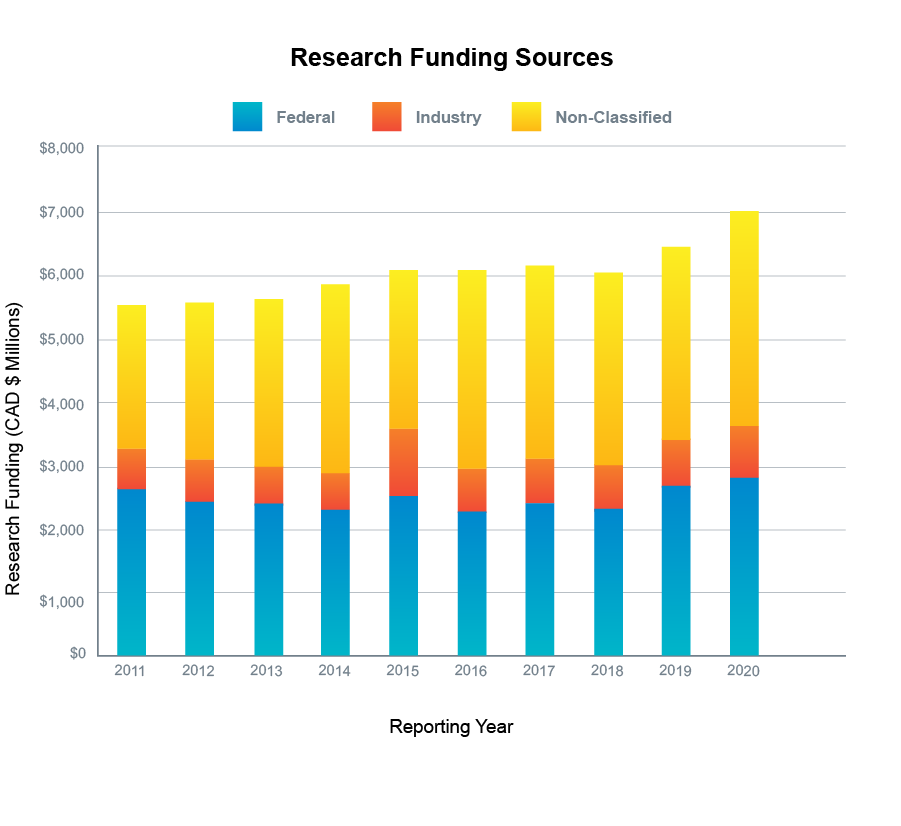 Research Funding Sources
Federal Industry Non-Classified
$8,000
$7,000
$6,000
$5,000
$4,000
$3,000
$2,000
$1,000
$0
Research Funding (CAD $ Millions)
2011 2012 2013 2014 2015 2016 2017 2018 2019 2020
Reporting Year